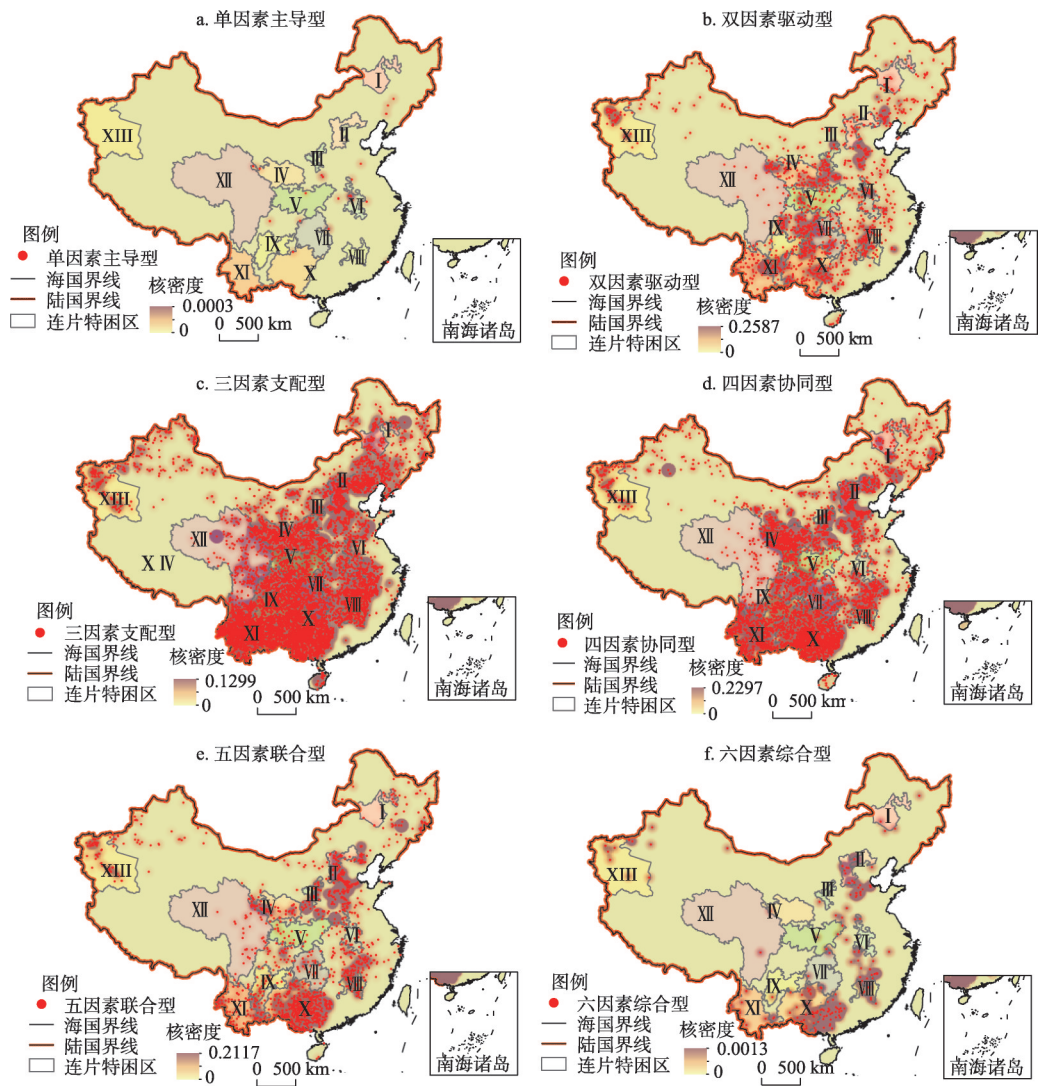 a. 单因素主导型
I
II
XIII
III
IV
XII
V
VI
VII
IX
VIII
XI
X
图例
单因素主导型
海国界线
陆国界线
连片特困区
核密度
0.0003
0
0 500 km
南海诸岛
b. 双因素驱动型
I
II
XIII
III
IV
XII
V
VI
IX
VII
VIII
XI
X
图例
双因素驱动型
海国界线
陆国界线
连片特困区
核密度
0.2587
0
0 500 km
南海诸岛
c. 三因素支配型
I
II
XIII
III
IV
XII
VI
V
X IV
VII
IX
VIII
XI
X
图例
三因素支配型
海国界线
陆国界线
连片特困区
核密度
0.1299
0
0 500 km
南海诸岛
d. 四因素协同型
I
II
XIII
III
IV
XII
V
VI
IX
VII
VIII
XI
X
图例
四因素协同型
海国界线
陆国界线
连片特困区
核密度
0.2297
0
0 500 km
南海诸岛
e. 五因素联合型
I
II
XIII
III
IV
XII
V
VI
VII
IX
VIII
XI
X
图例
五因素联合型
海国界线
陆国界线
连片特困区
核密度
0.2117
0
0 500 km
南海诸岛
f. 六因素综合型
I
II
XIII
III
IV
XII
V
VI
VII
IX
VIII
XI
X
图例
六因素综合型
海国界线
陆国界线
连片特困区
核密度
0.0013
0
0 500 km
南海诸岛